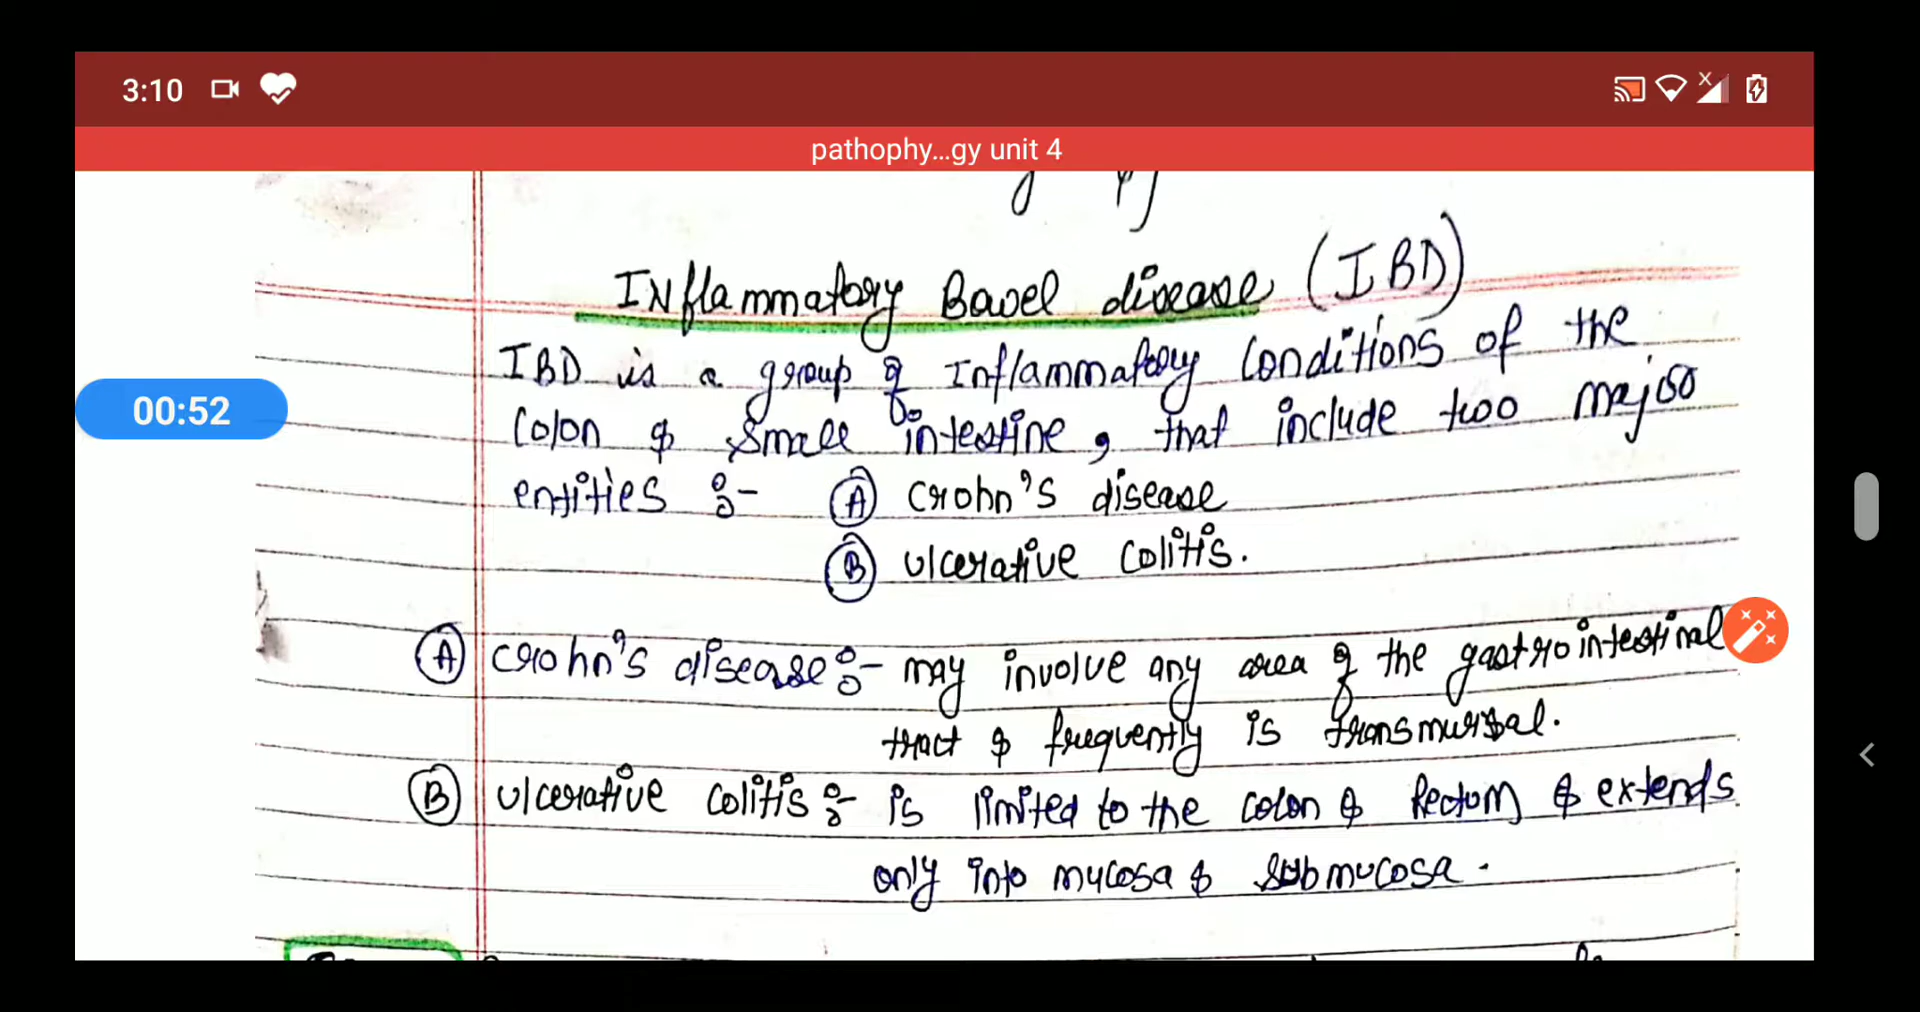 3:10
pathophy...gy unit 4
Inflammatory Bowel disease (IBD)
IBD is a group of Inflammatory Conditions of the
00:52
Colon & Small intestine, that include two major
entities :- (A) Crohn's disease
(B) ulcerative Colitis.
(A) Crohn's disease :- may involve any area of the gastrointestinal
tract & frequently is transmural.
(B) ulcerative Colitis :- is limited to the colon & Rectum & extends
only into mucosa & Submucosa.